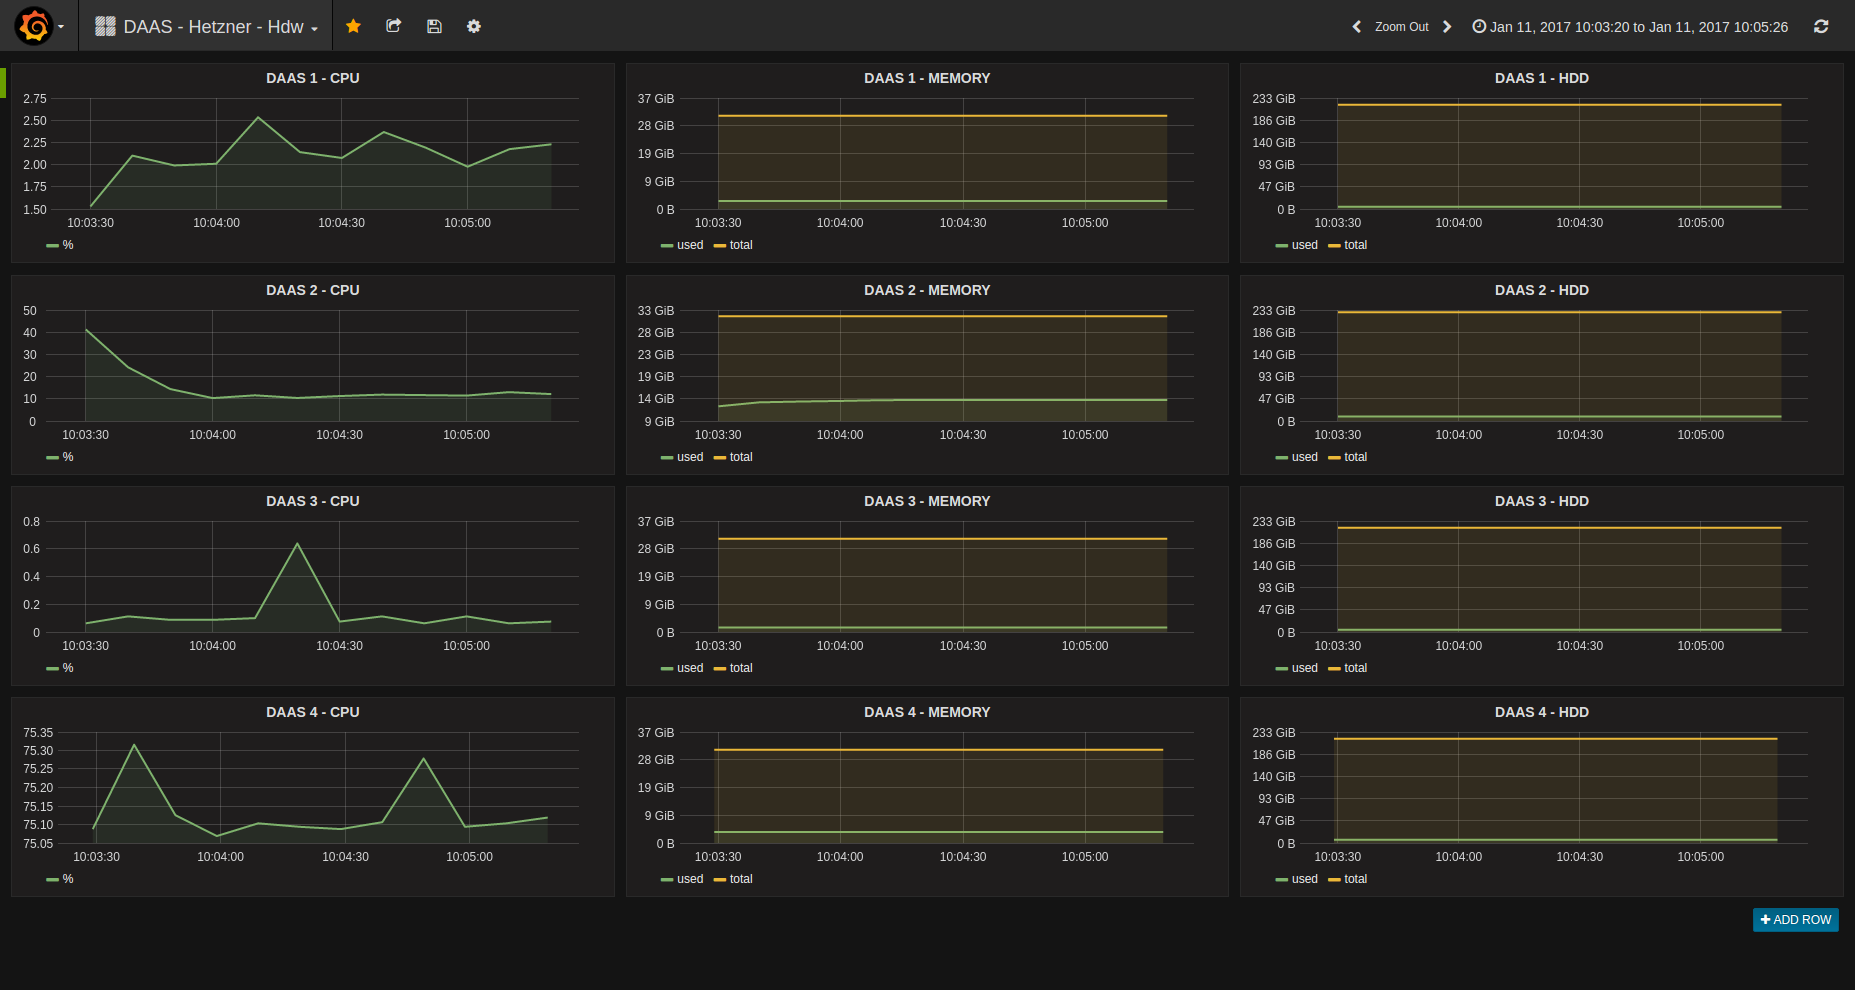 DAAS - Hetzner - Hdw
Zoom Out
Jan 11, 2017 10:03:20 to Jan 11, 2017 10:05:26
DAAS 1 - CPU
2.75
2.50
2.25
2.00
1.75
1.50
10:03:30 10:04:00 10:04:30 10:05:00
%
DAAS 1 - MEMORY
37 GiB
28 GiB
19 GiB
9 GiB
0 B
10:03:30 10:04:00 10:04:30 10:05:00
used total
DAAS 1 - HDD
233 GiB
186 GiB
140 GiB
93 GiB
47 GiB
0 B
10:03:30 10:04:00 10:04:30 10:05:00
used total
DAAS 2 - CPU
50
40
30
20
10
0
10:03:30 10:04:00 10:04:30 10:05:00
%
DAAS 2 - MEMORY
33 GiB
28 GiB
23 GiB
19 GiB
14 GiB
9 GiB
10:03:30 10:04:00 10:04:30 10:05:00
used total
DAAS 2 - HDD
233 GiB
186 GiB
140 GiB
93 GiB
47 GiB
0 B
10:03:30 10:04:00 10:04:30 10:05:00
used total
DAAS 3 - CPU
0.8
0.6
0.4
0.2
0
10:03:30 10:04:00 10:04:30 10:05:00
%
DAAS 3 - MEMORY
37 GiB
28 GiB
19 GiB
9 GiB
0 B
10:03:30 10:04:00 10:04:30 10:05:00
used total
DAAS 3 - HDD
233 GiB
186 GiB
140 GiB
93 GiB
47 GiB
0 B
10:03:30 10:04:00 10:04:30 10:05:00
used total
DAAS 4 - CPU
75.35
75.30
75.25
75.20
75.15
75.10
75.05
10:03:30 10:04:00 10:04:30 10:05:00
%
DAAS 4 - MEMORY
37 GiB
28 GiB
19 GiB
9 GiB
0 B
10:03:30 10:04:00 10:04:30 10:05:00
used total
DAAS 4 - HDD
233 GiB
186 GiB
140 GiB
93 GiB
47 GiB
0 B
10:03:30 10:04:00 10:04:30 10:05:00
used total
ADD ROW